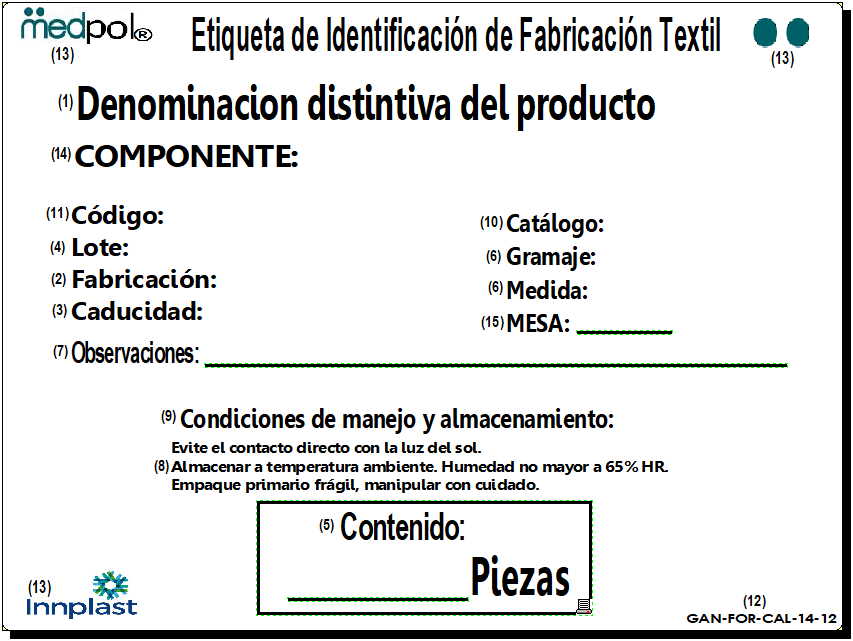 medpol®
Etiqueta de Identificación de Fabricación Textil
(13)
(13)
(1) Denominacion distintiva del producto
(14) COMPONENTE:
(11) Código:
(10) Catálogo:
(4) Lote:
(6) Gramaje:
(2) Fabricación:
(6) Medida:
(3) Caducidad:
(15) MESA:
(7) Observaciones:
(9) Condiciones de manejo y almacenamiento:
Evite el contacto directo con la luz del sol.
(8) Almacenar a temperatura ambiente. Humedad no mayor a 65% HR.
Empaque primario frágil, manipular con cuidado.
(5) Contenido:
Piezas
(13)
Innplast
(12)
GAN-FOR-CAL-14-12